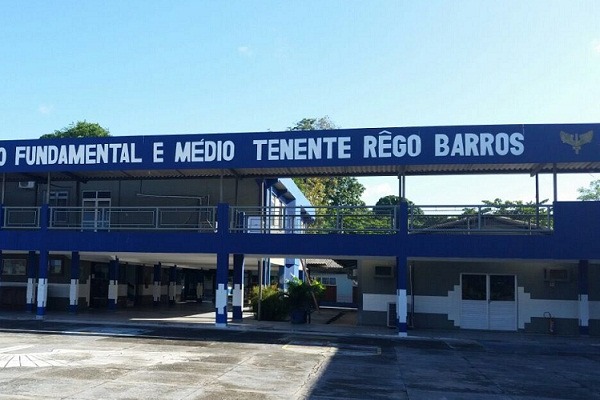 O FUNDAMENTAL E MÉDIO TENENTE RÊGO BARROS